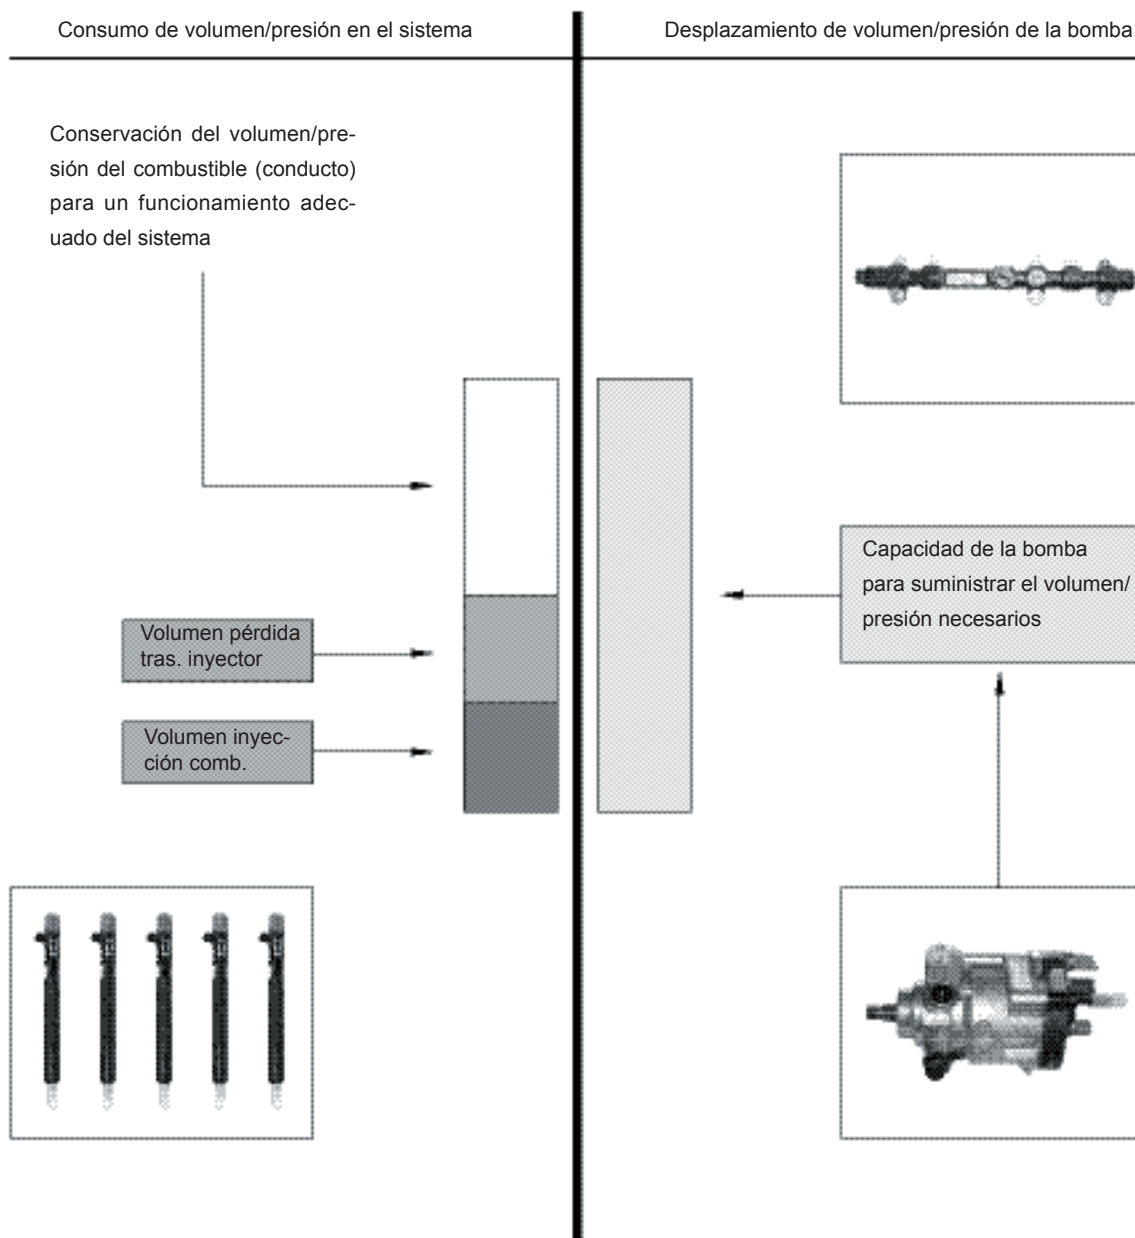 Consumo de volumen/presión en el sistema
Desplazamiento de volumen/presión de la bomba
Conservación del volumen/pre-
sión del combustible (conducto)
para un funcionamiento adec-
uado del sistema
Capacidad de la bomba
para suministrar el volumen/
presión necesarios
Volumen pérdida
tras. inyector
Volumen inyec-
ción comb.